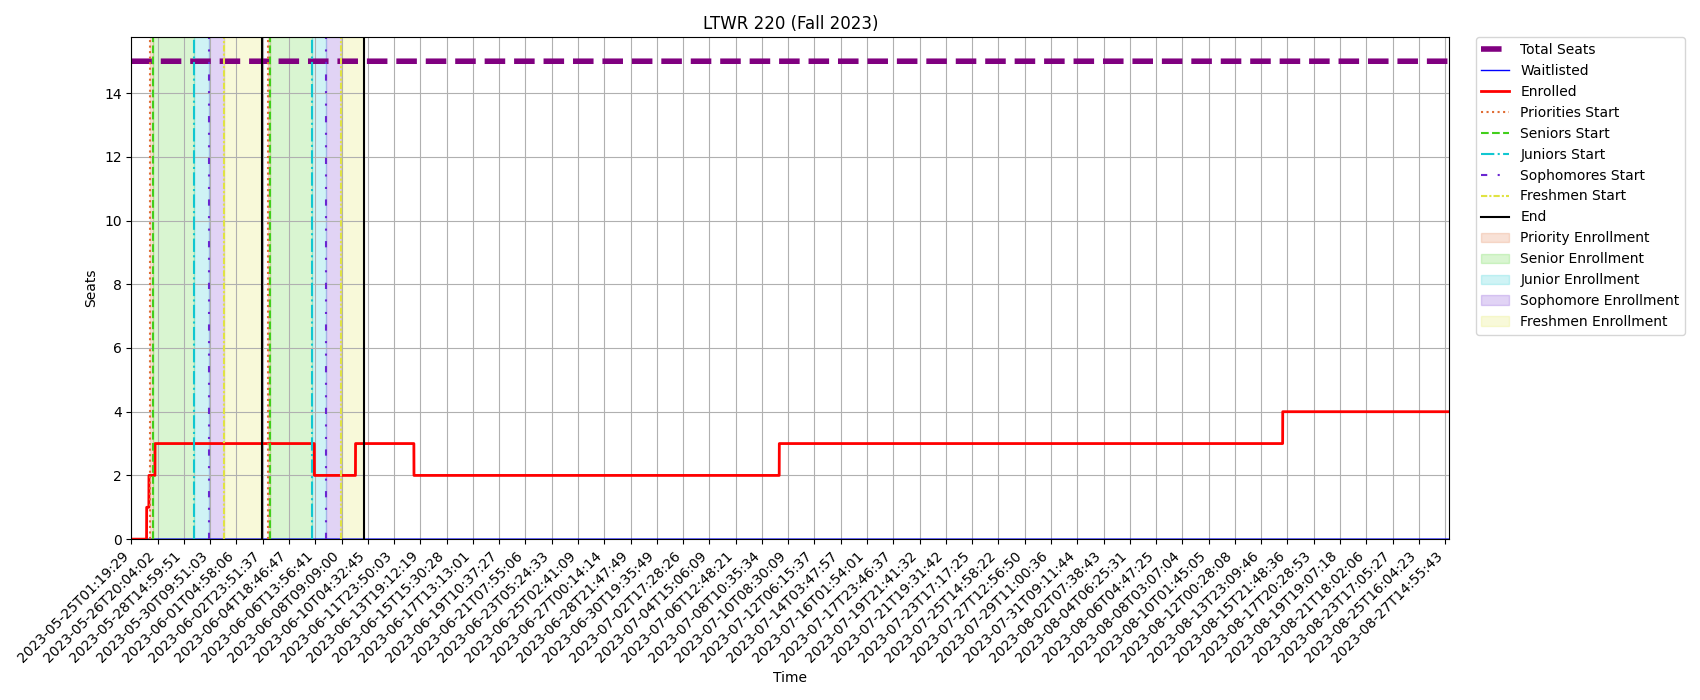 LTWR 220 (Fall 2023)
Seats
14
12
10
8
6
4
2
0
2023-05-25T01:19:29
2023-05-26T20:04:02
2023-05-28T14:59:51
2023-05-30T09:51:03
2023-06-01T04:58:06
2023-06-02T23:51:37
2023-06-04T18:46:47
2023-06-06T13:56:41
2023-06-08T09:09:00
2023-06-10T04:32:45
2023-06-11T23:50:03
2023-06-13T19:12:19
2023-06-15T15:30:28
2023-06-17T13:13:01
2023-06-19T10:37:27
2023-06-21T07:55:06
2023-06-23T05:24:33
2023-06-25T02:41:09
2023-06-27T00:14:14
2023-06-28T21:47:49
2023-06-30T19:35:49
2023-07-02T17:28:26
2023-07-04T15:06:09
2023-07-06T12:48:21
2023-07-08T10:35:34
2023-07-10T08:30:09
2023-07-12T06:15:37
2023-07-14T03:47:57
2023-07-16T01:54:01
2023-07-17T23:46:37
2023-07-19T21:41:32
2023-07-21T19:31:42
2023-07-23T17:17:25
2023-07-25T14:58:22
2023-07-27T12:56:50
2023-07-29T11:00:36
2023-07-31T09:11:44
2023-08-02T07:38:43
2023-08-04T06:25:31
2023-08-06T04:47:25
2023-08-08T03:07:04
2023-08-10T01:45:05
2023-08-12T00:28:08
2023-08-13T23:09:46
2023-08-15T21:48:36
2023-08-17T20:28:53
2023-08-19T19:07:18
2023-08-21T18:02:06
2023-08-23T17:05:27
2023-08-25T16:04:23
2023-08-27T14:55:43
Time
Total Seats
Waitlisted
Enrolled
Priorities Start
Seniors Start
Juniors Start
Sophomores Start
Freshmen Start
End
Priority Enrollment
Senior Enrollment
Junior Enrollment
Sophomore Enrollment
Freshmen Enrollment